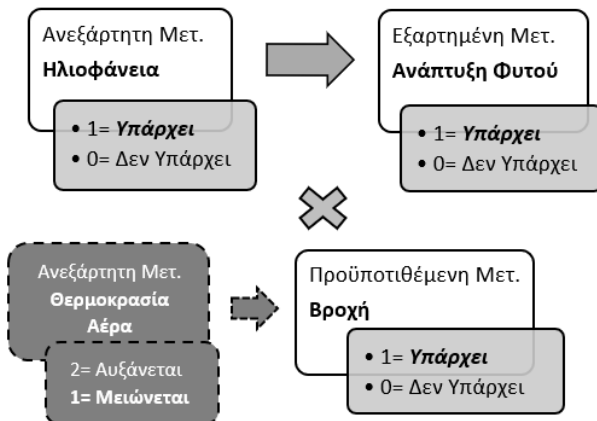 Ανεξάρτητη Μετ.
Ηλιοφάνεια
• 1= Υπάρχει
• 0= Δεν Υπάρχει
Εξαρτημένη Μετ.
Ανάπτυξη Φυτού
• 1= Υπάρχει
• 0= Δεν Υπάρχει
Ανεξάρτητη Μετ.
Θερμοκρασία
Αέρα
2= Αυξάνεται
1= Μειώνεται
Προϋποτιθέμενη Μετ.
Βροχή
• 1= Υπάρχει
• 0= Δεν Υπάρχει